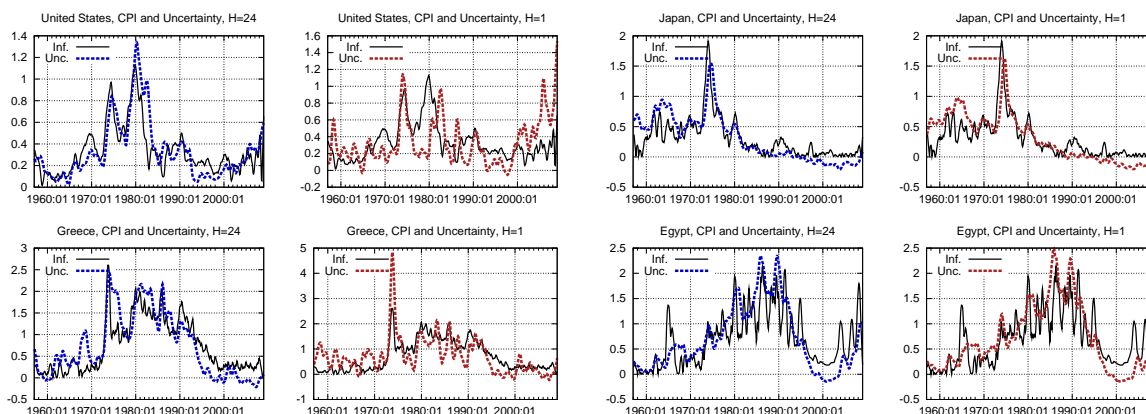 United States, CPI and Uncertainty, H=24
Inf.
Unc.
1.4
1.2
1
0.8
0.6
0.4
0.2
0
1960:01 1970:01 1980:01 1990:01 2000:01
United States, CPI and Uncertainty, H=1
Inf.
Unc.
1.6
1.4
1.2
1
0.8
0.6
0.4
0.2
0
-0.2
1960:01 1970:01 1980:01 1990:01 2000:01
Japan, CPI and Uncertainty, H=24
Inf.
Unc.
2
1.5
1
0.5
0
-0.5
1960:01 1970:01 1980:01 1990:01 2000:01
Japan, CPI and Uncertainty, H=1
Inf.
Unc.
2
1.5
1
0.5
0
-0.5
1960:01 1970:01 1980:01 1990:01 2000:01
Greece, CPI and Uncertainty, H=24
Inf.
Unc.
3
2.5
2
1.5
1
0.5
0
-0.5
1960:01 1970:01 1980:01 1990:01 2000:01
Greece, CPI and Uncertainty, H=1
Inf.
Unc.
5
4
3
2
1
0
-1
1960:01 1970:01 1980:01 1990:01 2000:01
Egypt, CPI and Uncertainty, H=24
Inf.
Unc.
2.5
2
1.5
1
0.5
0
-0.5
1960:01 1970:01 1980:01 1990:01 2000:01
Egypt, CPI and Uncertainty, H=1
Inf.
Unc.
2.5
2
1.5
1
0.5
0
-0.5
1960:01 1970:01 1980:01 1990:01 2000:01